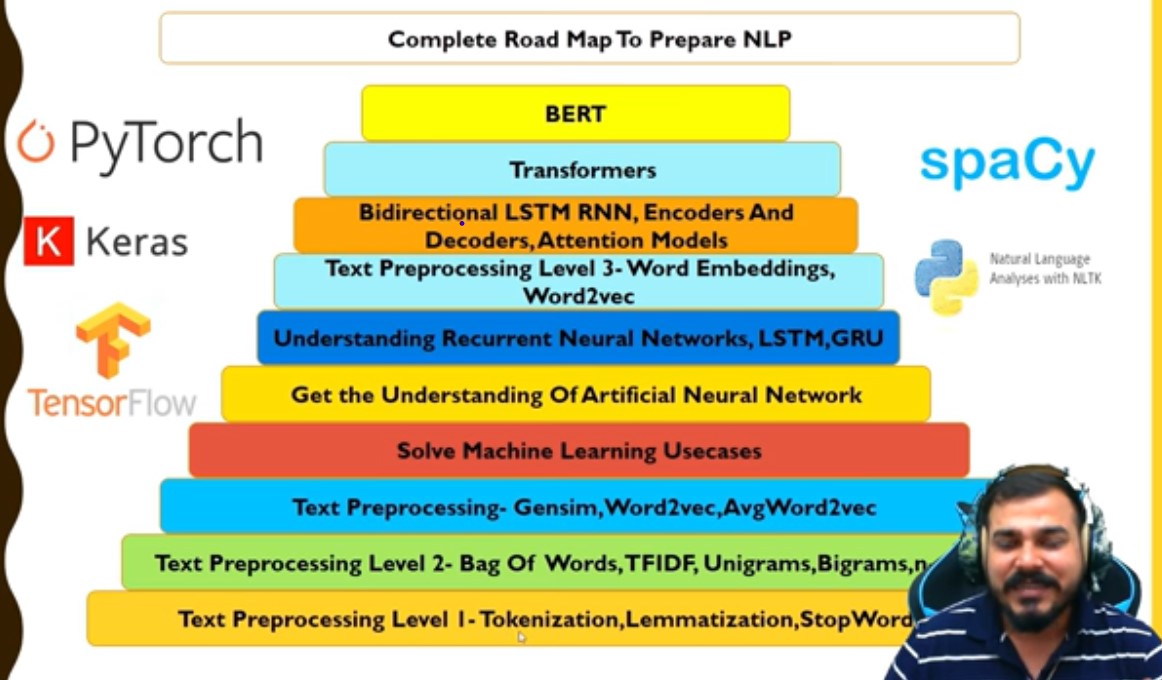 Complete Road Map To Prepare NLP
BERT
PyTorch
Transformers
spaCy
Bidirectional LSTM RNN, Encoders And
Decoders, Attention Models
K Keras
Text Preprocessing Level 3- Word Embeddings,
Word2vec
Natural Language
Analyses with NLTK
Understanding Recurrent Neural Networks, LSTM,GRU
TensorFlow
Get the Understanding Of Artificial Neural Network
Solve Machine Learning Usecases
Text Preprocessing- Gensim,Word2vec,AvgWord2vec
Text Preprocessing Level 2- Bag Of Words,TFIDF, Unigrams,Bigrams,n
Text Preprocessing Level 1- Tokenization,Lemmatization,StopWord